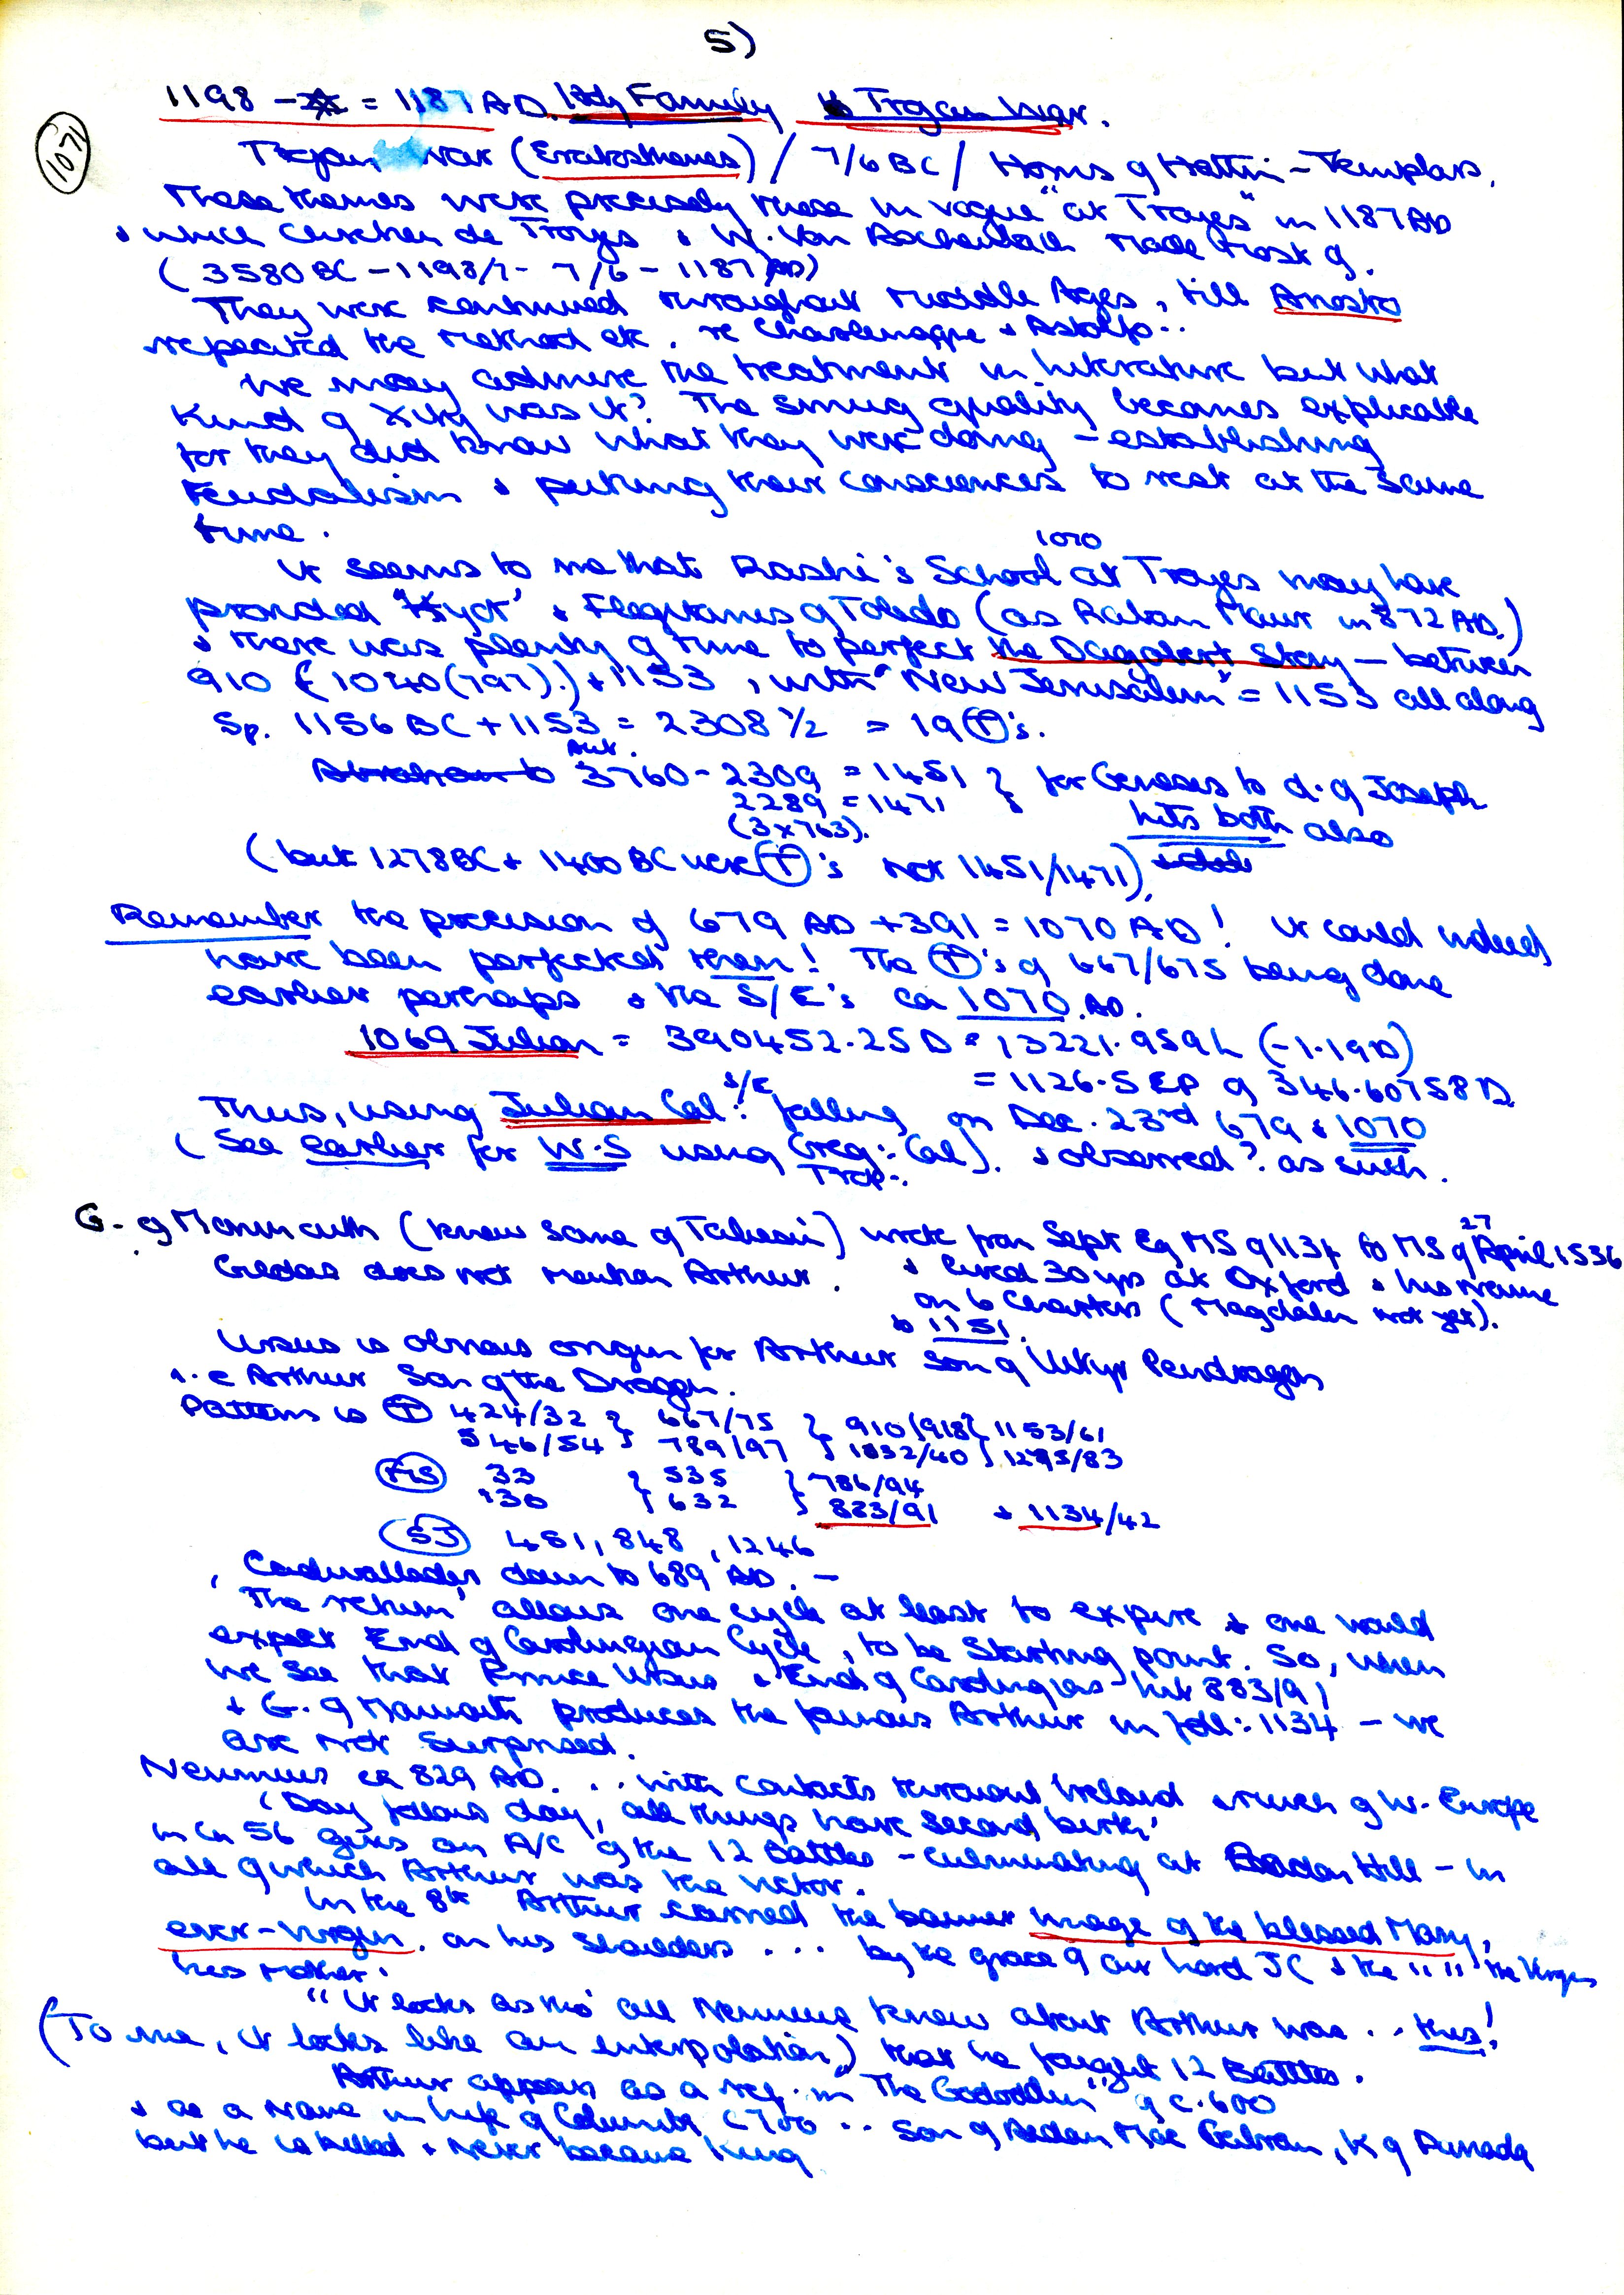 5)
1071
1198 - = 1187 AD. Holy Family & Trojan War.
Trojan War (Eratosthenes) / 7/6 BC / Horns of Hattin - Templars.
These themes were precisely those in vogue "at Troyes" in 1187 AD
& which Chretien de Troyes & W. Von Eschenbach made most of.
(3580 BC - 1198/7 - 7/6 - 1187 AD)
They were continued throughout Middle Ages, till Ariosto
repeated the method etc. re Charlemagne & Astolfo..
We may admire the treatment in literature but what
kind of Xity was it? The smug quality becomes explicable
for they did know what they were doing - establishing
Feudalism & putting their consciences to rest at the same
time.
1070
It seems to me that Rashi's School at Troyes may have
provided 'Kyot' & Flegetanis of Toledo (as Raban Maur in 872 AD.)
& there was plenty of time to perfect the Dagobert Story - between
910 (1040 (797).) & 1153, with "New Jerusalem" = 1153 all along
Sp. 1156 BC + 1153 = 2308 1/2 = 19 (T)'s.
3760 - 2309 = 1451 } for Genesis to d. of Joseph
2289 = 1471 } hits both also
(3 x 763).
(but 1278 BC & 1400 BC were (T)'s not 1451/1471)
Remember the precision of 679 AD + 391 = 1070 AD! It could indeed
have been perfected then! The (T)'s of 667/675 being done
earlier perhaps & the S/E's ca 1070 AD.
1069 Julian = 390452.25 D = 13221.959 L (-1.19D)
= 1126.5 EP of 346.60758 D
Thus, using Julian Cal: S/E falling on Dec. 23rd 679 & 1070
(See earlier for W.S using Greg: Cal). & observed? as such.
Trop.
G. of Monmouth (knew some of Taliesin) wrote from Sept Eq MS of 1134 to MS of 27 April 1536
Gildas does not mention Arthur. & lived 30 yrs at Oxford & his name
on 6 Charters (Magdalen not yet).
to 1151.
Ursus is obvious origin for Arthur son of Uthyr Pendragon
i.e Arthur Son of the Dragon.
Pattern is (T) 424/32 } 667/75 } 910/918 } 1153/61
546/54 } 789/97 } 1032/40 } 1275/83
(MS) 33 } 535 } 786/94
130 } 632 } 883/91 & 1134/42
(SJ) 451, 848, 1246
Cadwallader down to 689 AD. -
'The return' allows one cycle at least to expire & one would
expect End of Carolingian Cycle, to be Starting point. So, when
we see that Prince Ursus & End of Carolingians hit 883/91
& G. of Monmouth produces the famous Arthur in foll: 1134 - we
are not surprised.
Nennius ca 829 AD. .. with contacts throughout Ireland & much of W. Europe
'Day follows day, all things have second birth'
in Ch 56 gives an A/C of the 12 Battles - culminating at Badon Hill - in
all of which Arthur was the victor.
In the 8th Arthur carried the image of the blessed Mary,
ever-virgin, on his shoulders ... by the grace of our Lord JC & the " " the Virgin
his mother.
"It looks as tho' all Nennius knew about Arthur was .. this!
(To me, it looks like an interpolation) that he fought 12 Battles.
Arthur appears as a ref. in "The Gododdin" of c.600
& as a name in Life of Columba c700 .. Son of Aedan Mac Gabran, K of Dalriada
but he is killed & never became King